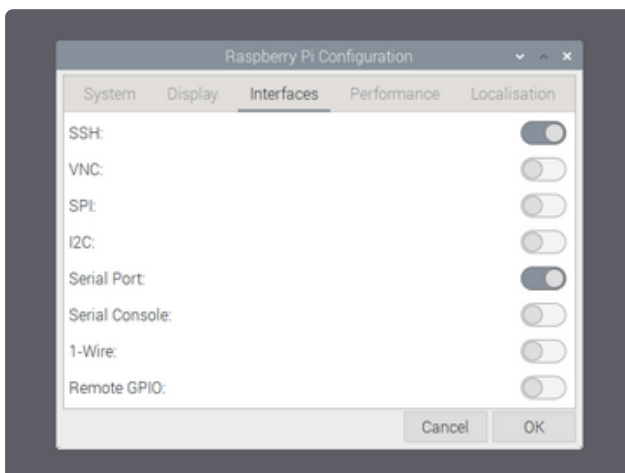 Raspberry Pi Configuration
System Display Interfaces Performance Localisation
SSH:
VNC:
SPI:
I2C:
Serial Port:
Serial Console:
1-Wire:
Remote GPIO:
Cancel OK